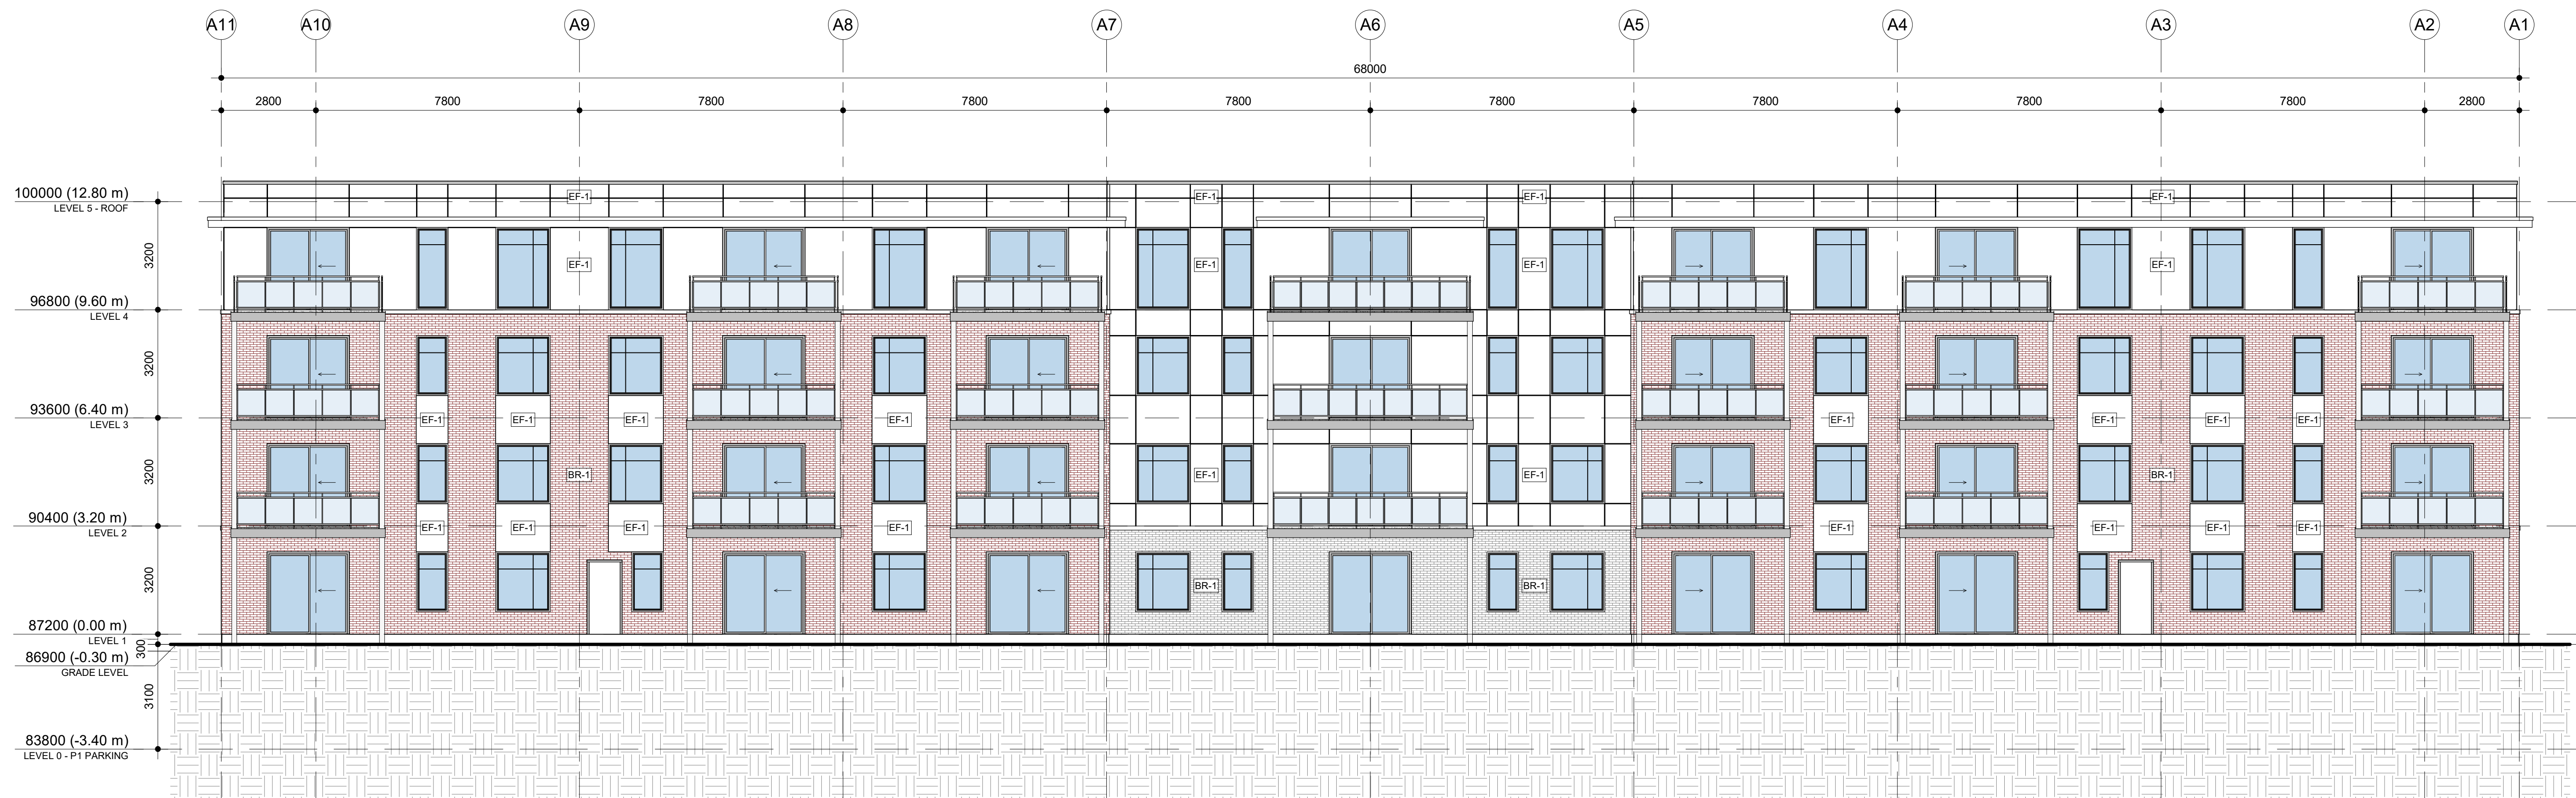 A11 A10 A9 A8 A7 A6 A5 A4 A3 A2 A1
68000
2800 7800 7800 7800 7800 7800 7800 7800 7800 2800
100000 (12.80 m)
LEVEL 5 - ROOF
EF-1 EF-1 EF-1 EF-1
3200
EF-1 EF-1 EF-1 EF-1
96800 (9.60 m)
LEVEL 4
3200
93600 (6.40 m)
LEVEL 3
EF-1 EF-1 EF-1 EF-1 EF-1 EF-1 EF-1 EF-1
3200
BR-1 EF-1 EF-1 BR-1
90400 (3.20 m)
LEVEL 2
EF-1 EF-1 EF-1 EF-1 EF-1 EF-1 EF-1 EF-1
3200
BR-1 BR-1
87200 (0.00 m)
LEVEL 1
300
86900 (-0.30 m)
GRADE LEVEL
3100
83800 (-3.40 m)
LEVEL 0 - P1 PARKING